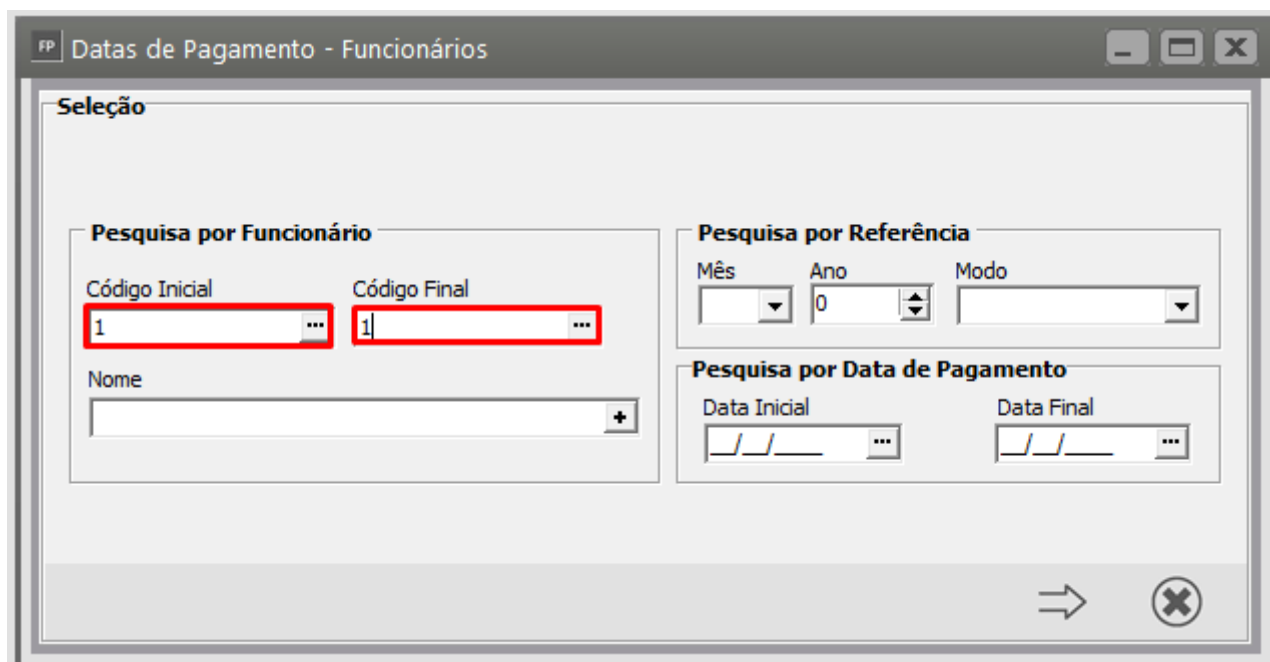 FP Datas de Pagamento - Funcionários
Seleção
Pesquisa por Funcionário
Código Inicial Código Final
1 ... 1 ...
Nome
+
Pesquisa por Referência
Mês Ano Modo
0
Pesquisa por Data de Pagamento
Data Inicial Data Final
__/__/____ ... __/__/____ ...